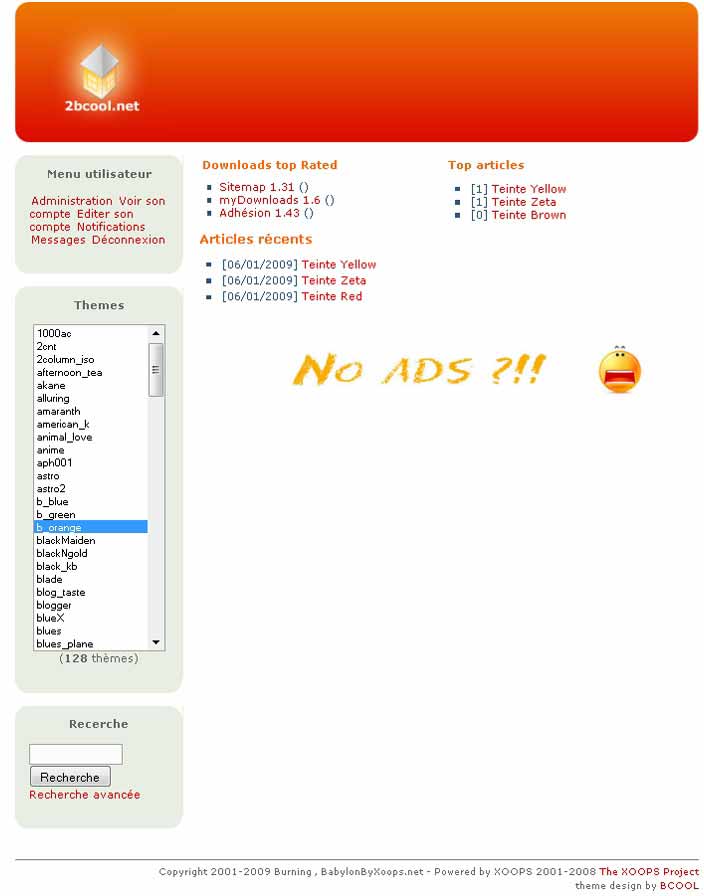 2bcool.net
Menu utilisateur
Administration Voir son
compte Editer son
compte Notifications
Messages Déconnexion
Downloads top Rated
Sitemap 1.31 ()
myDownloads 1.6 ()
Adhésion 1.43 ()
Top articles
[1] Teinte Yellow
[1] Teinte Zeta
[0] Teinte Brown
Articles récents
[06/01/2009] Teinte Yellow
[06/01/2009] Teinte Zeta
[06/01/2009] Teinte Red
No ads ?!!
Themes
1000ac
2cnt
2column_iso
afternoon_tea
akane
alluring
amaranth
american_k
animal_love
anime
aph001
astro
astro2
b_blue
b_green
b_orange
blackMaiden
blackNgold
black_kb
blade
blog_taste
blogger
blueX
blues
blues_plane
(128 thèmes)
Recerche
Recherche
Recherche avancée
Copyright 2001-2009 Burning , BabylonByXoops.net - Powered by XOOPS 2001-2008 The XOOPS Project
theme design by BCOOL